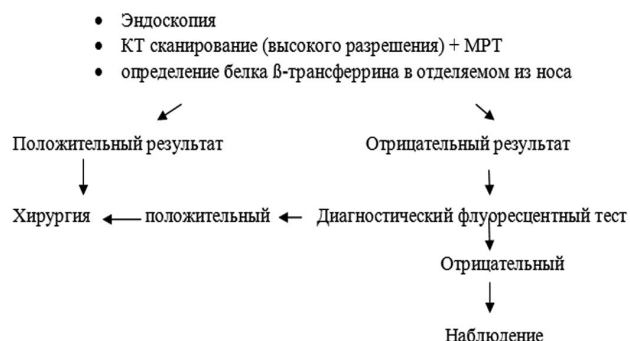 • Эндоскопия
• КТ сканирование (высокого разрешения) + МРТ
• определение белка ß-трансферрина в отделяемом из носа
Положительный результат Отрицательный результат
Хирургия положительный Диагностический флуоресцентный тест
Отрицательный
Наблюдение